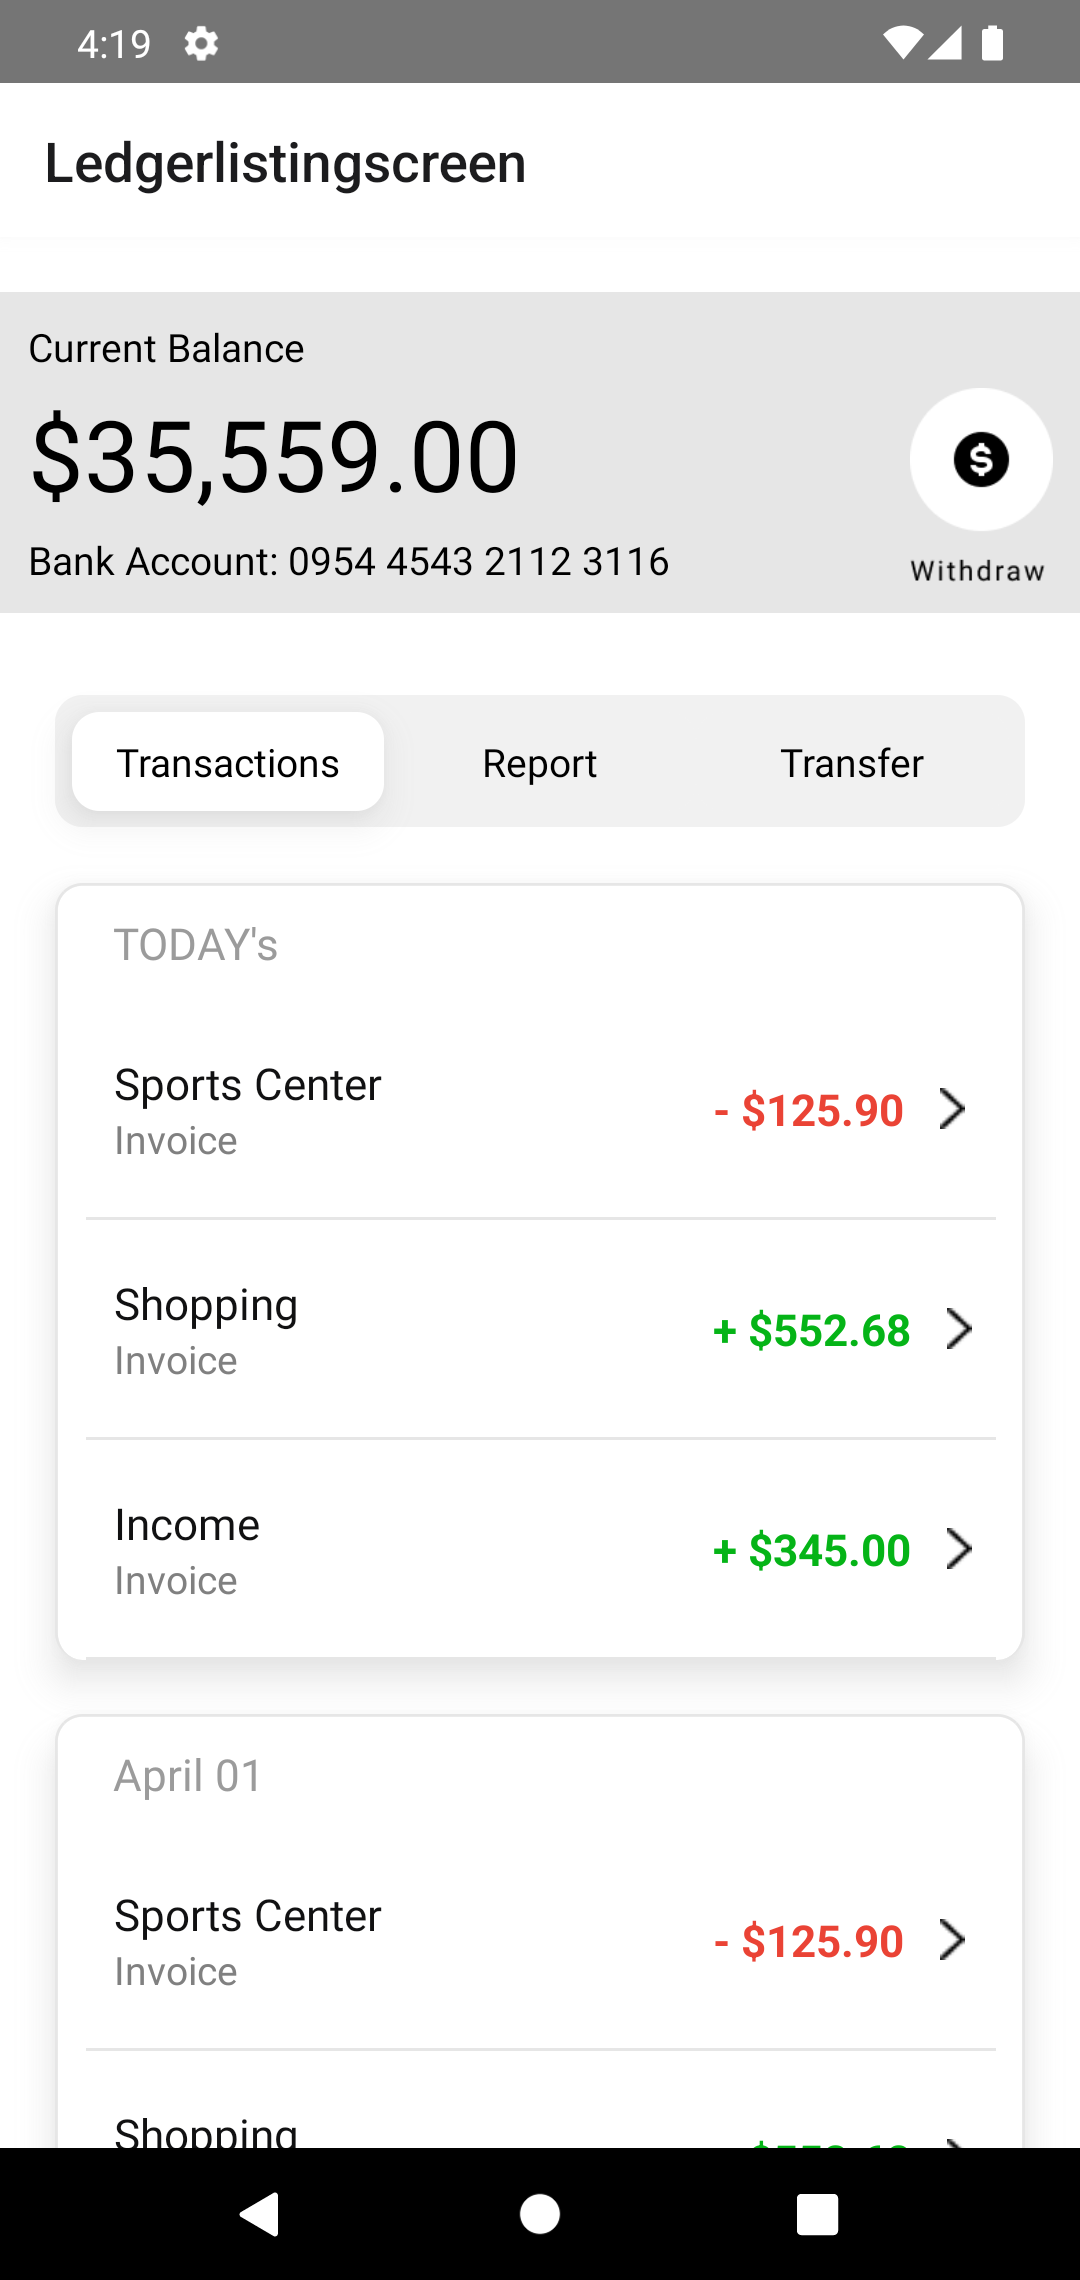 4:19
Ledgerlistingscreen
Current Balance
$35,559.00
Bank Account: 0954 4543 2112 3116
Withdraw
Transactions Report Transfer
TODAY's
Sports Center
Invoice
- $125.90
Shopping
Invoice
+ $552.68
Income
Invoice
+ $345.00
April 01
Sports Center
Invoice
- $125.90
Shopping